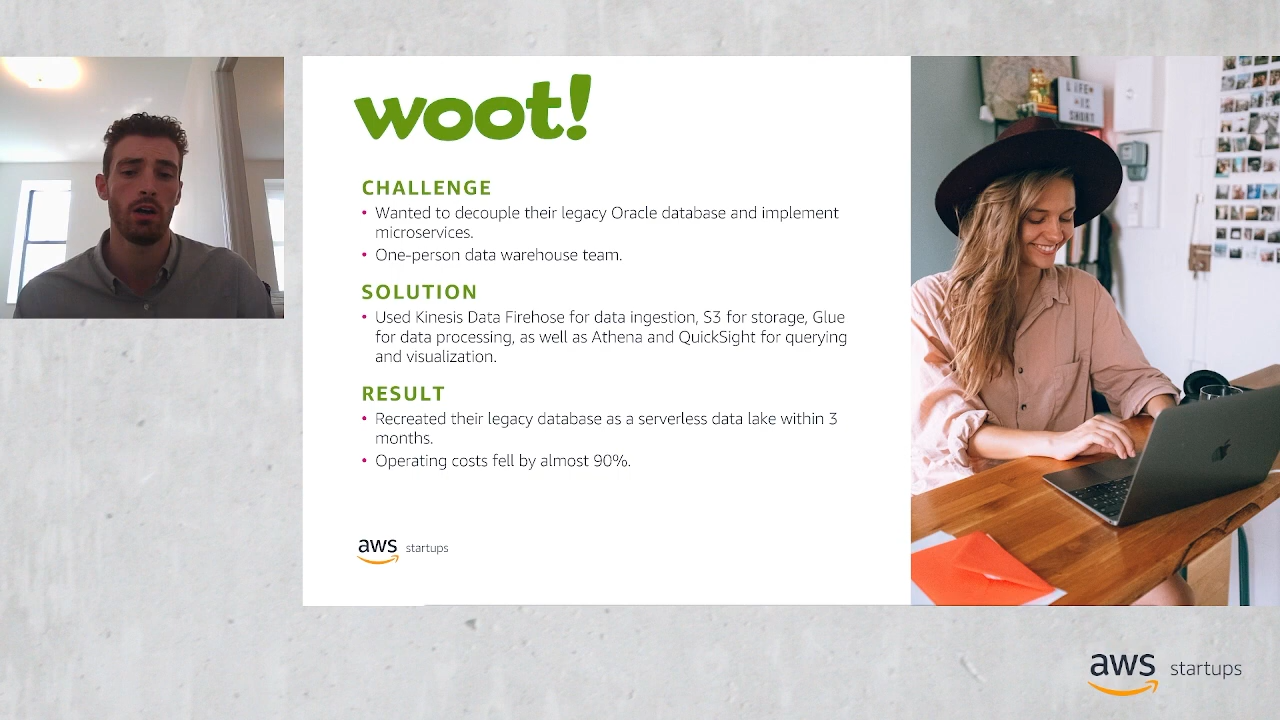 woot!
CHALLENGE
• Wanted to decouple their legacy Oracle database and implement
microservices.
• One-person data warehouse team.
SOLUTION
• Used Kinesis Data Firehose for data ingestion, S3 for storage, Glue
for data processing, as well as Athena and QuickSight for querying
and visualization.
RESULT
• Recreated their legacy database as a serverless data lake within 3
months.
• Operating costs fell by almost 90%.
aws startups
LIFE
IS
SHORT
aws startups